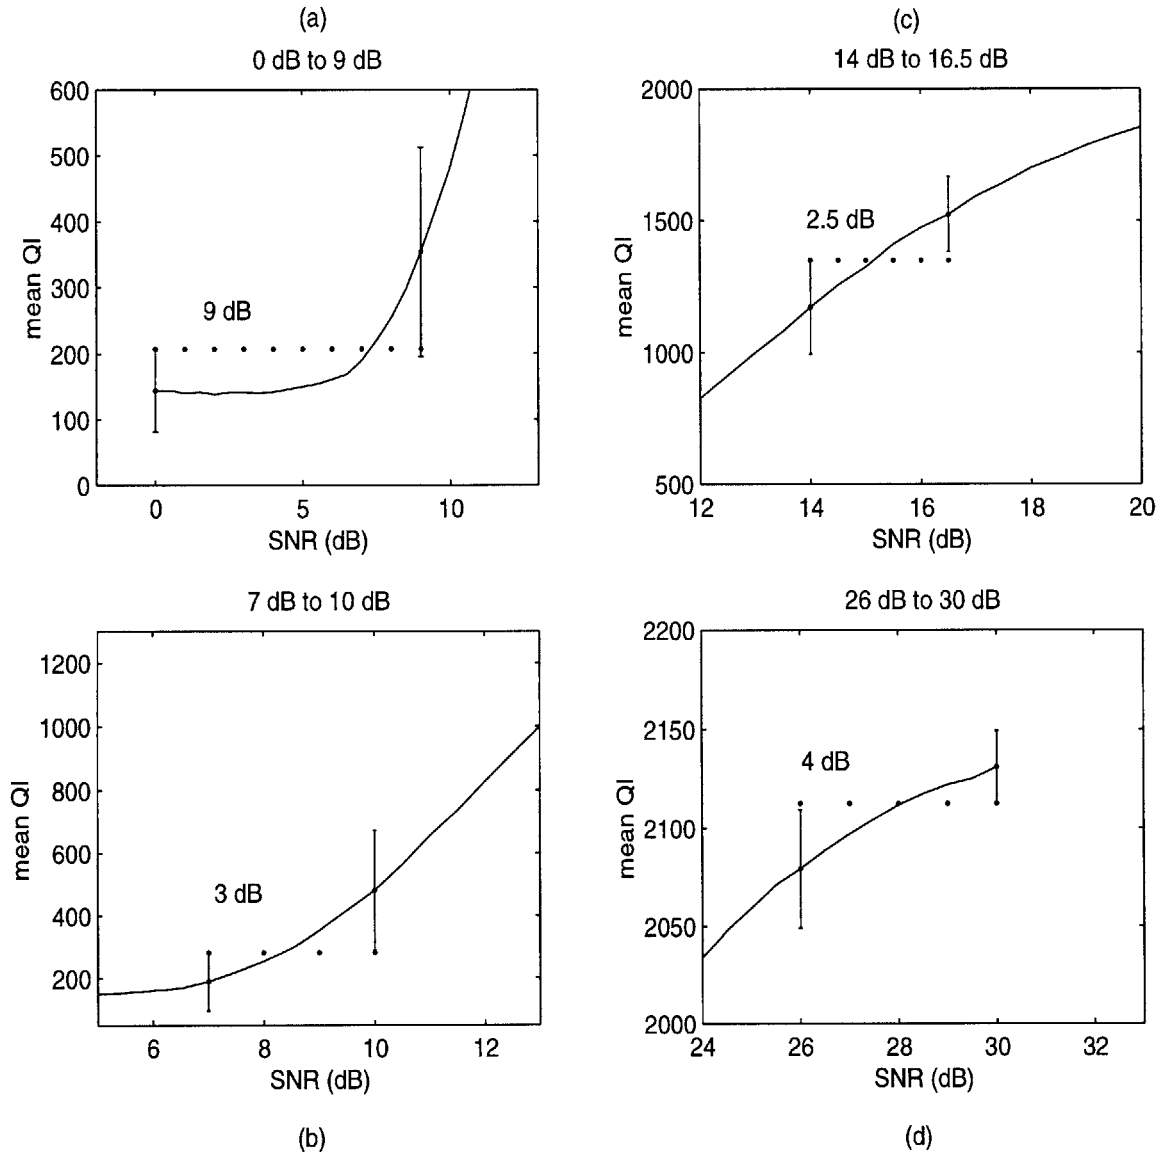 (a)
0 dB to 9 dB
600
500
400
300
200
100
0
mean QI
9 dB
0 5 10
SNR (dB)
(c)
14 dB to 16.5 dB
2000
1500
1000
500
mean QI
2.5 dB
12 14 16 18 20
SNR (dB)
7 dB to 10 dB
1200
1000
800
600
400
200
mean QI
3 dB
6 8 10 12
SNR (dB)
(b)
26 dB to 30 dB
2200
2150
2100
2050
2000
mean QI
4 dB
24 26 28 30 32
SNR (dB)
(d)